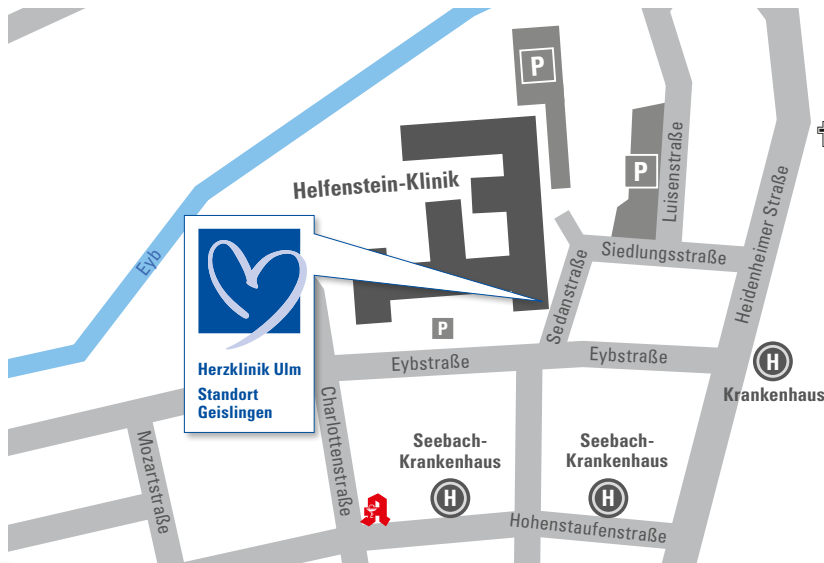 P
P
Helfenstein-Klinik
Luisenstraße
Siedlungsstraße
Heidenheimer Straße
Eyb
Sedanstraße
P
Eybstraße
Eybstraße
Herzklinik Ulm
Standort
Geislingen
H
Krankenhaus
Charlottenstraße
Mozartstraße
Seebach-
Krankenhaus
H
Seebach-
Krankenhaus
H
Hohenstaufenstraße